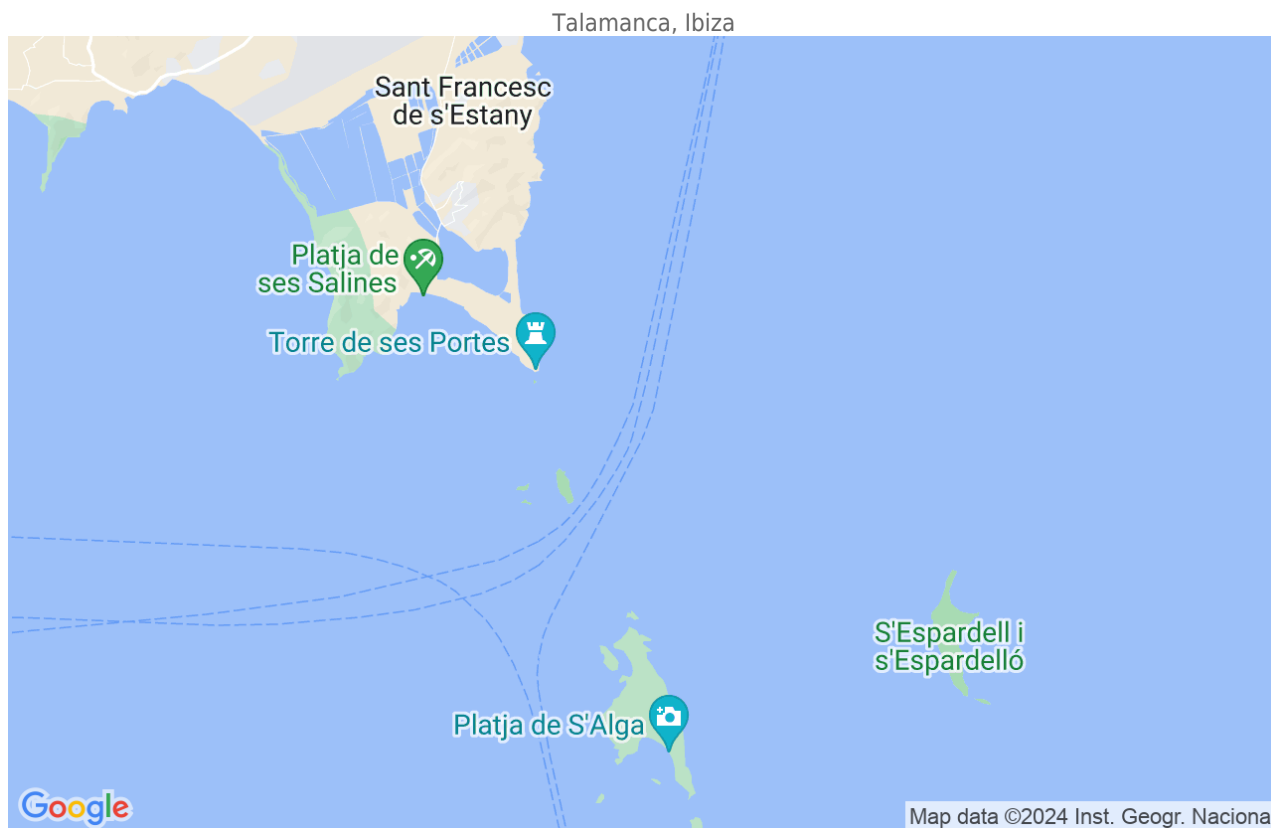 Talamanca, Ibiza
Sant Francesc
de s'Estany
Platja de
ses Salines
Torre de ses Portes
S'Espardell i
s'Espardelló
Platja de S'Alga
Google
Map data ©2024 Inst. Geogr. Naciona